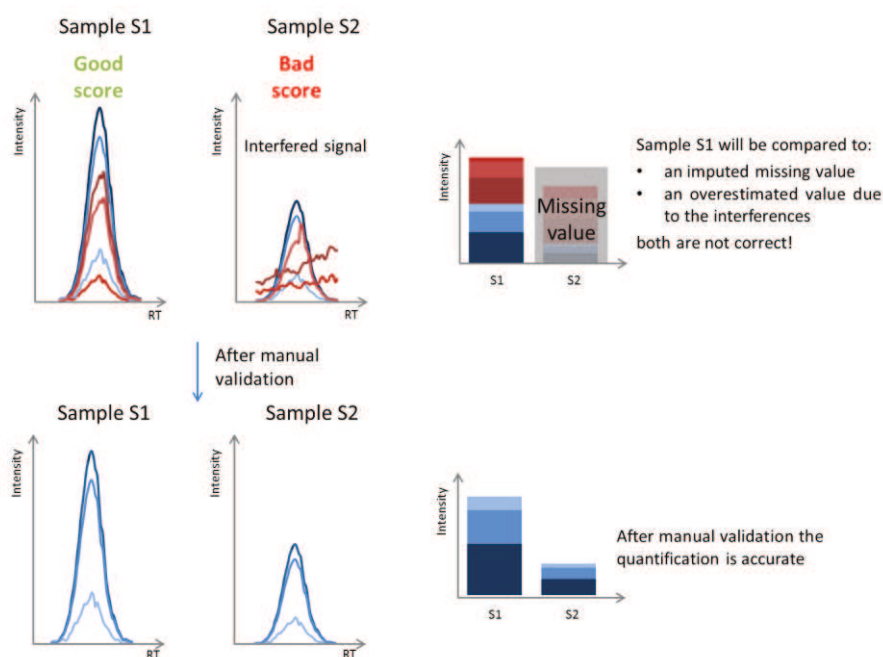 Sample S1
Sample S2
Good
score
Bad
score
Intensity
RT
Intensity
Interfered signal
RT
Intensity
Missing
value
S1
S2
Sample S1 will be compared to:
• an imputed missing value
• an overestimated value due
to the interferences
both are not correct!
After manual
validation
Sample S1
Sample S2
Intensity
RT
Intensity
RT
Intensity
S1
S2
After manual validation the
quantification is accurate